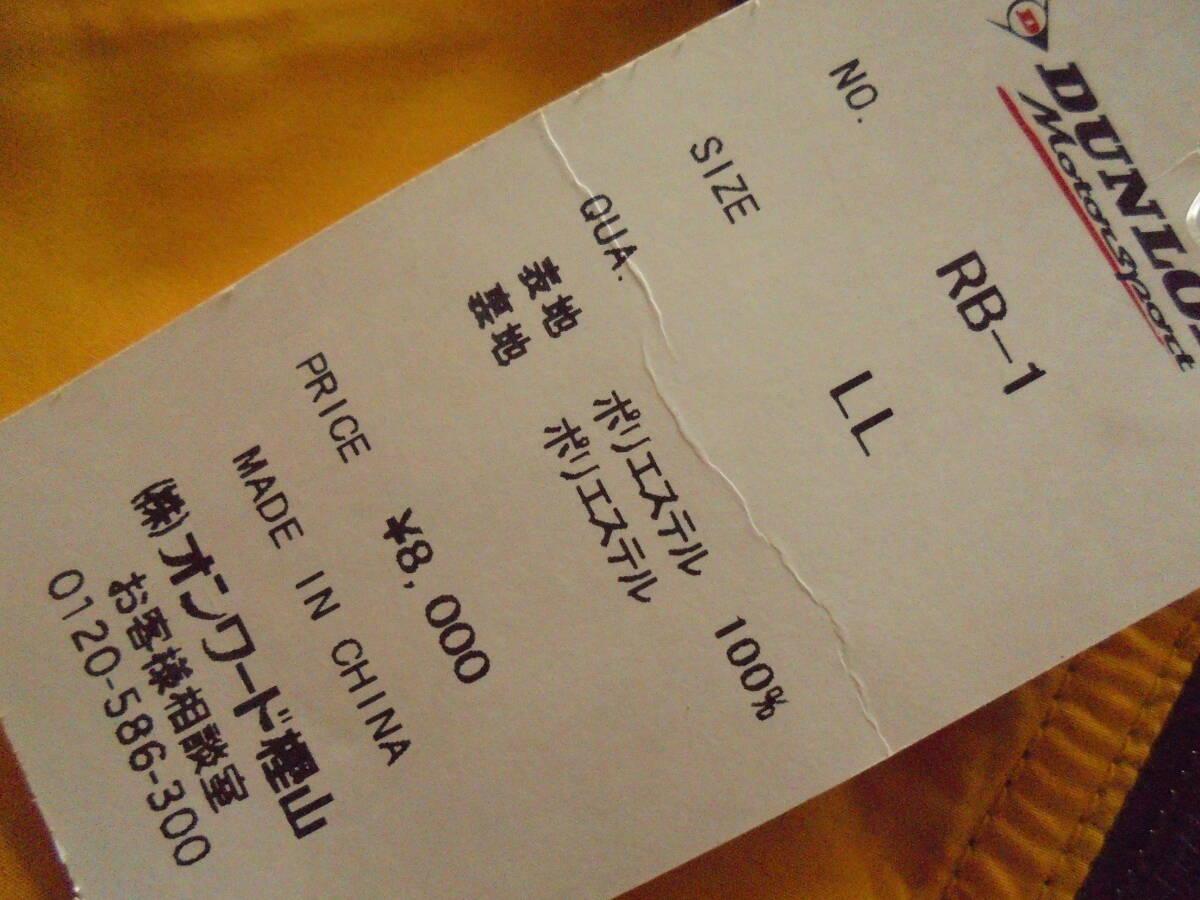 DUNLO
Motorsport
NO. RB-1
SIZE LL
QUA.
表地 ポリエステル 100%
裏地 ポリエステル
PRICE ¥8,000
MADE IN CHINA
(株)オンワード樫山
お客様相談室
0120-586-300